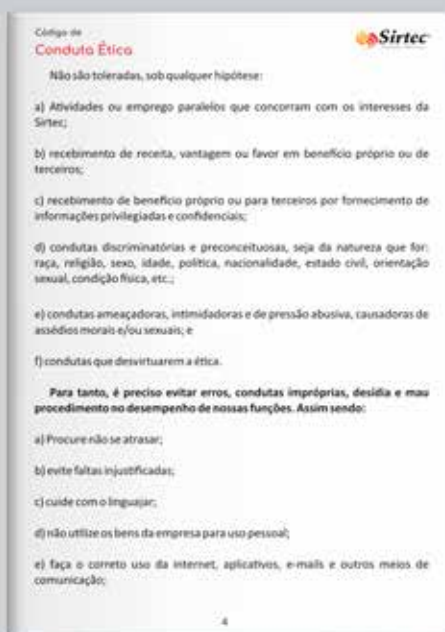 Código de
Conduta Ética
Sirtec
Não são toleradas, sob qualquer hipótese:
a) Atividades ou emprego paralelos que concorram com os interesses da
Sirtec;
b) recebimento de receita, vantagem ou favor em benefício próprio ou de
terceiros;
c) recebimento de benefício próprio ou para terceiros por fornecimento de
informações privilegiadas e confidenciais;
d) condutas discriminatórias e preconceituosas, seja da natureza que for:
raça, religião, sexo, idade, política, nacionalidade, estado civil, orientação
sexual, condição física, etc.;
e) condutas ameaçadoras, intimidadoras e de pressão abusiva, causadoras de
assédios morais e/ou sexuais; e
f) condutas que desvirtuarem a ética.
Para tanto, é preciso evitar erros, condutas impróprias, desídia e mau
procedimento no desempenho de nossas funções. Assim sendo:
a) Procure não se atrasar;
b) evite faltas injustificadas;
c) cuide com o linguajar;
d) não utilize os bens da empresa para uso pessoal;
e) faça o correto uso da internet, aplicativos, e-mails e outros meios de
comunicação;
4